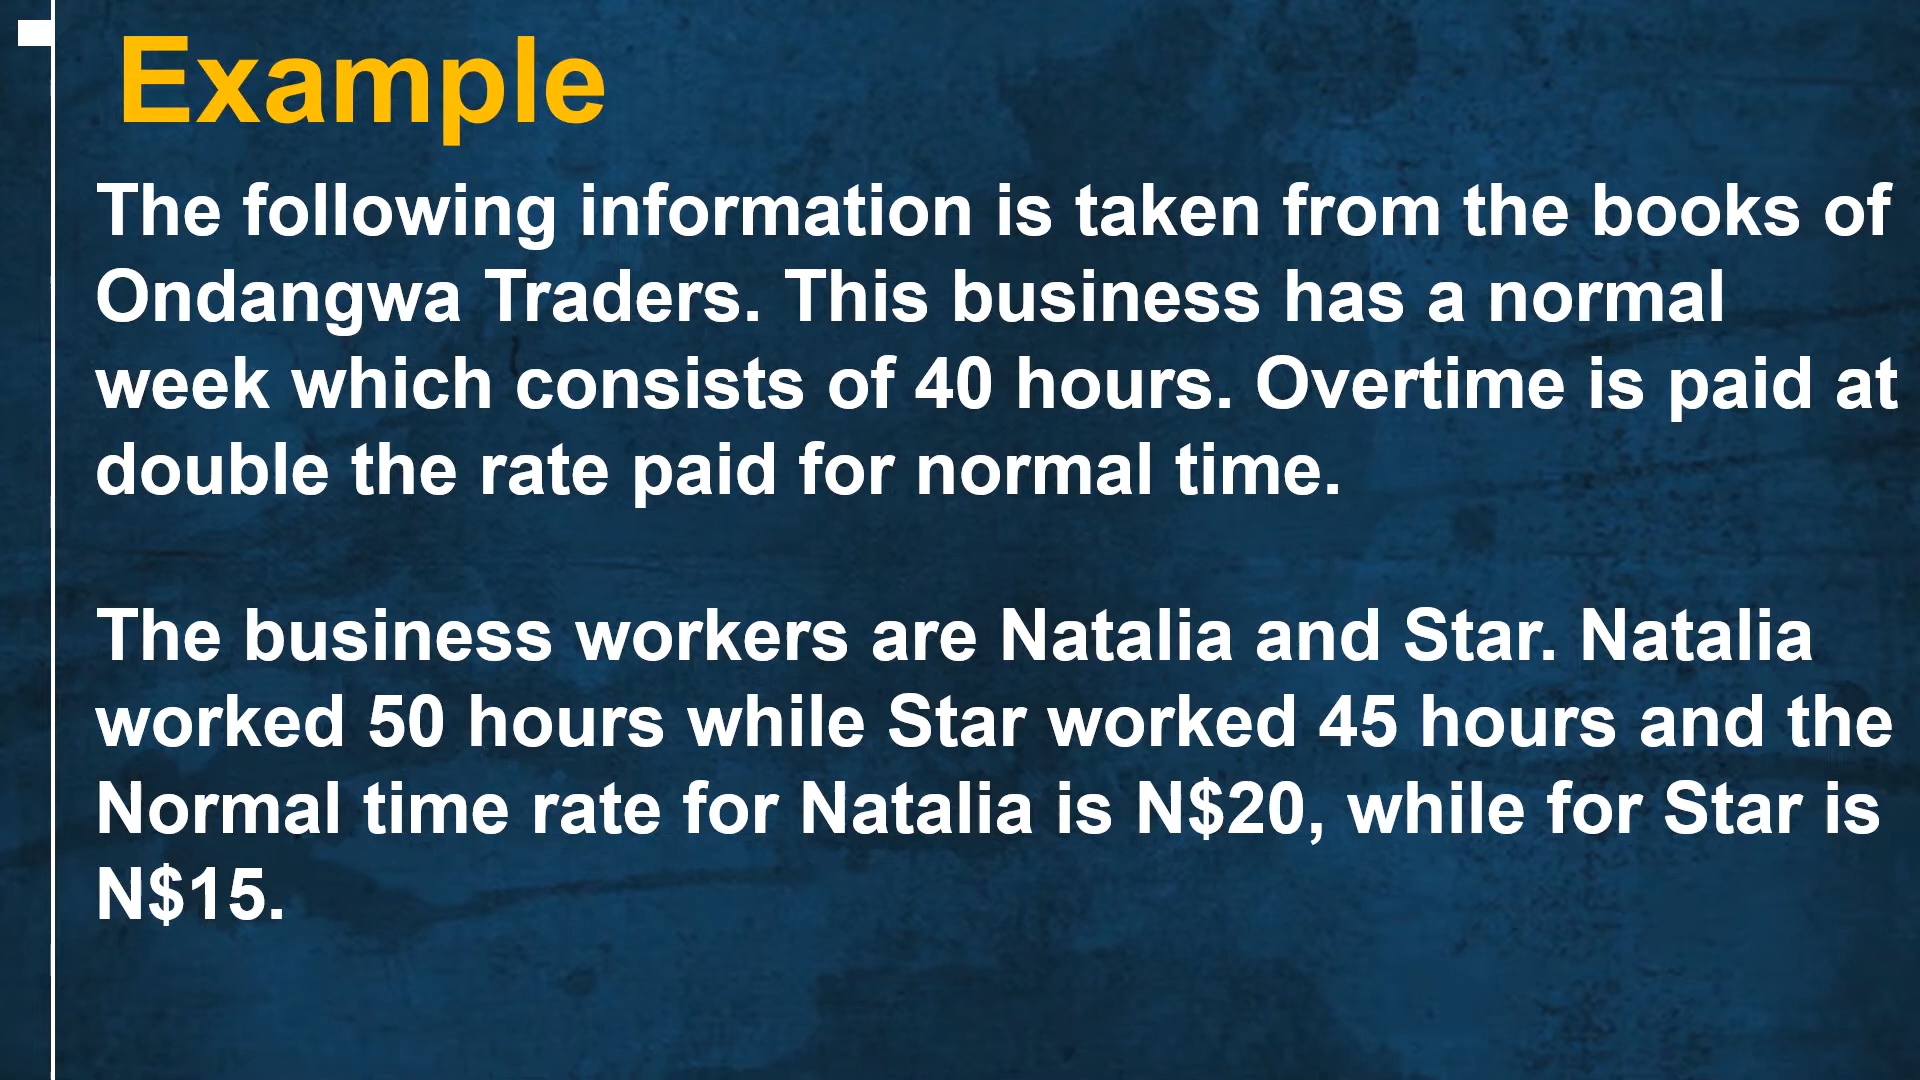 Example
The following information is taken from the books of
Ondangwa Traders. This business has a normal
week which consists of 40 hours. Overtime is paid at
double the rate paid for normal time.
The business workers are Natalia and Star. Natalia
worked 50 hours while Star worked 45 hours and the
Normal time rate for Natalia is N$20, while for Star is
N$15.